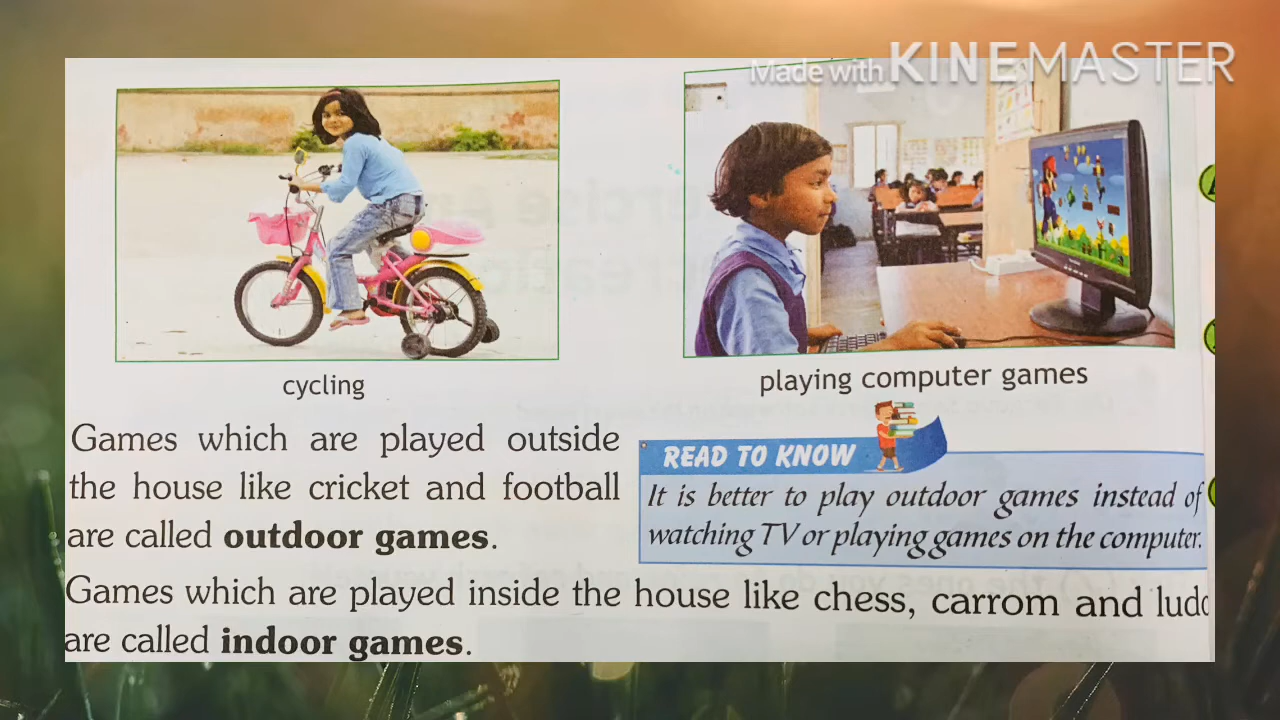 Made with KINEMASTER
cycling
playing computer games
Games which are played outside
the house like cricket and football
are called outdoor games.
READ TO KNOW
It is better to play outdoor games instead of
watching TV or playing games on the computer.
Games which are played inside the house like chess, carrom and
are called indoor games.